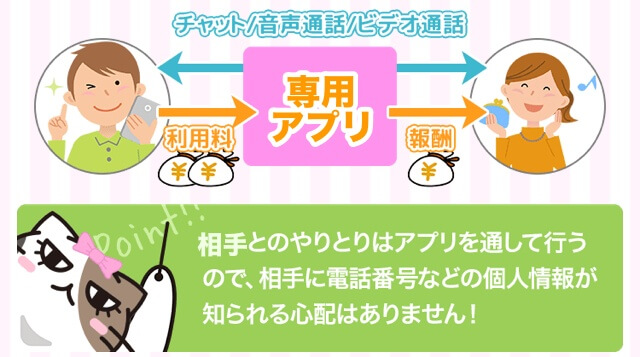 チャット/音声通話/ビデオ通話
専用
アプリ
利用料
報酬
¥ ¥
¥
Point!!
相手とのやりとりはアプリを通して行う
ので、相手に電話番号などの個人情報が
知られる心配はありません!